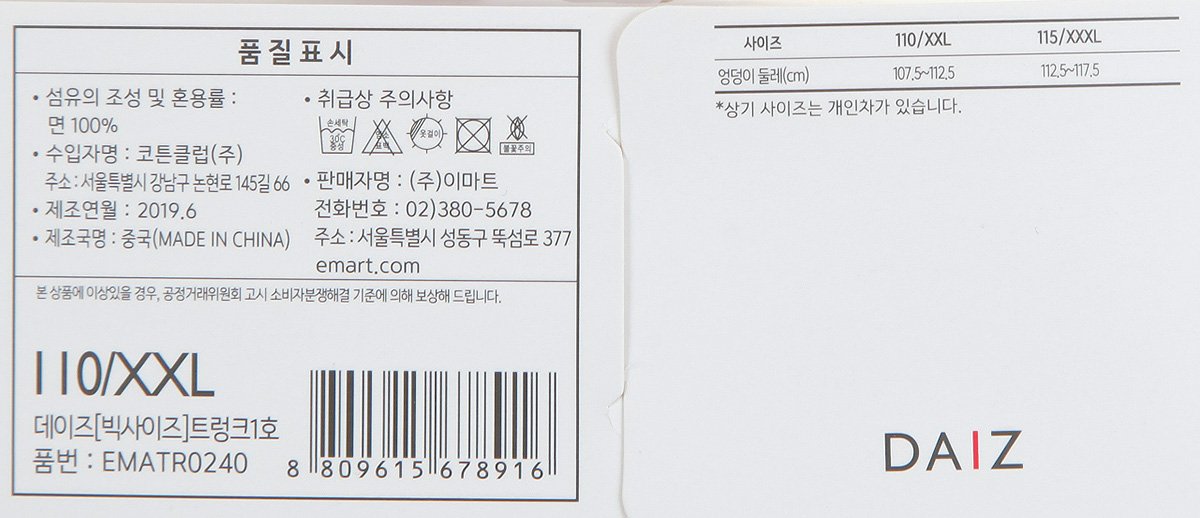 품질표시
• 섬유의 조성 및 혼용률 :
면 100%
• 수입자명 : 코튼클럽(주)
주소 : 서울특별시 강남구 논현로 145길 66
• 제조연월 : 2019.6
• 제조국명 : 중국(MADE IN CHINA)
• 취급상 주의사항
손세탁
30C
중성
염소
표백
옷걸이
불꽃주의
• 판매자명 : (주)이마트
전화번호 : 02)380-5678
주소 : 서울특별시 성동구 뚝섬로 377
emart.com
본 상품에 이상있을 경우, 공정거래위원회 고시 소비자분쟁해결 기준에 의해 보상해 드립니다.
110/XXL
데이즈[빅사이즈]트렁크1호
품번 : EMATR0240
8 809615 678916
사이즈 110/XXL 115/XXXL
엉덩이 둘레(cm) 107.5~112.5 112.5~117.5
*상기 사이즈는 개인차가 있습니다.
DAIZ